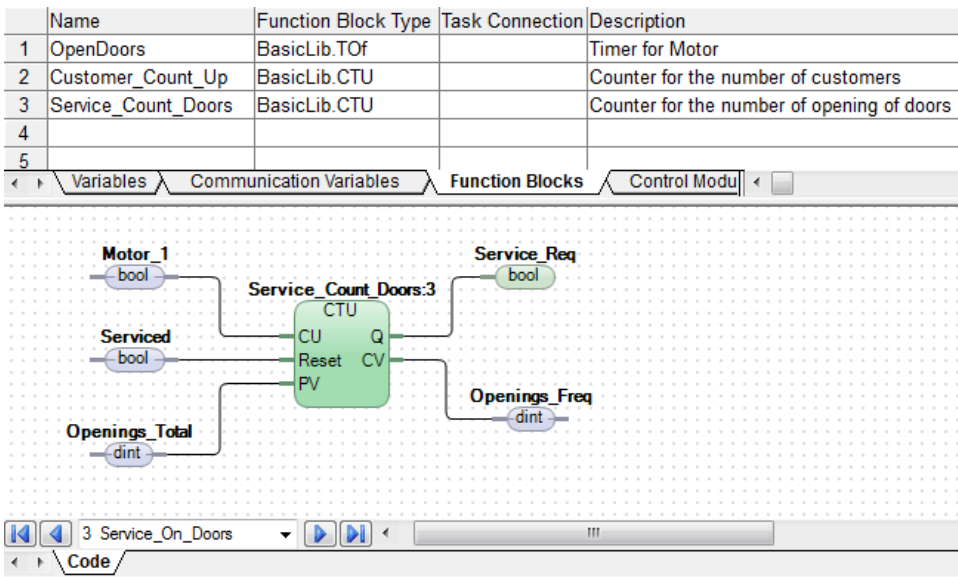 Name Function Block Type Task Connection Description
1 OpenDoors BasicLib.TOf Timer for Motor
2 Customer_Count_Up BasicLib.CTU Counter for the number of customers
3 Service_Count_Doors BasicLib.CTU Counter for the number of opening of doors
4
5
Variables Communication Variables Function Blocks Control Modu
Motor_1 Service_Req
bool bool
Service_Count_Doors:3
CTU
CU Q
Serviced
bool Reset CV
PV
Openings_Freq
dint
Openings_Total
dint
3 Service_On_Doors
Code